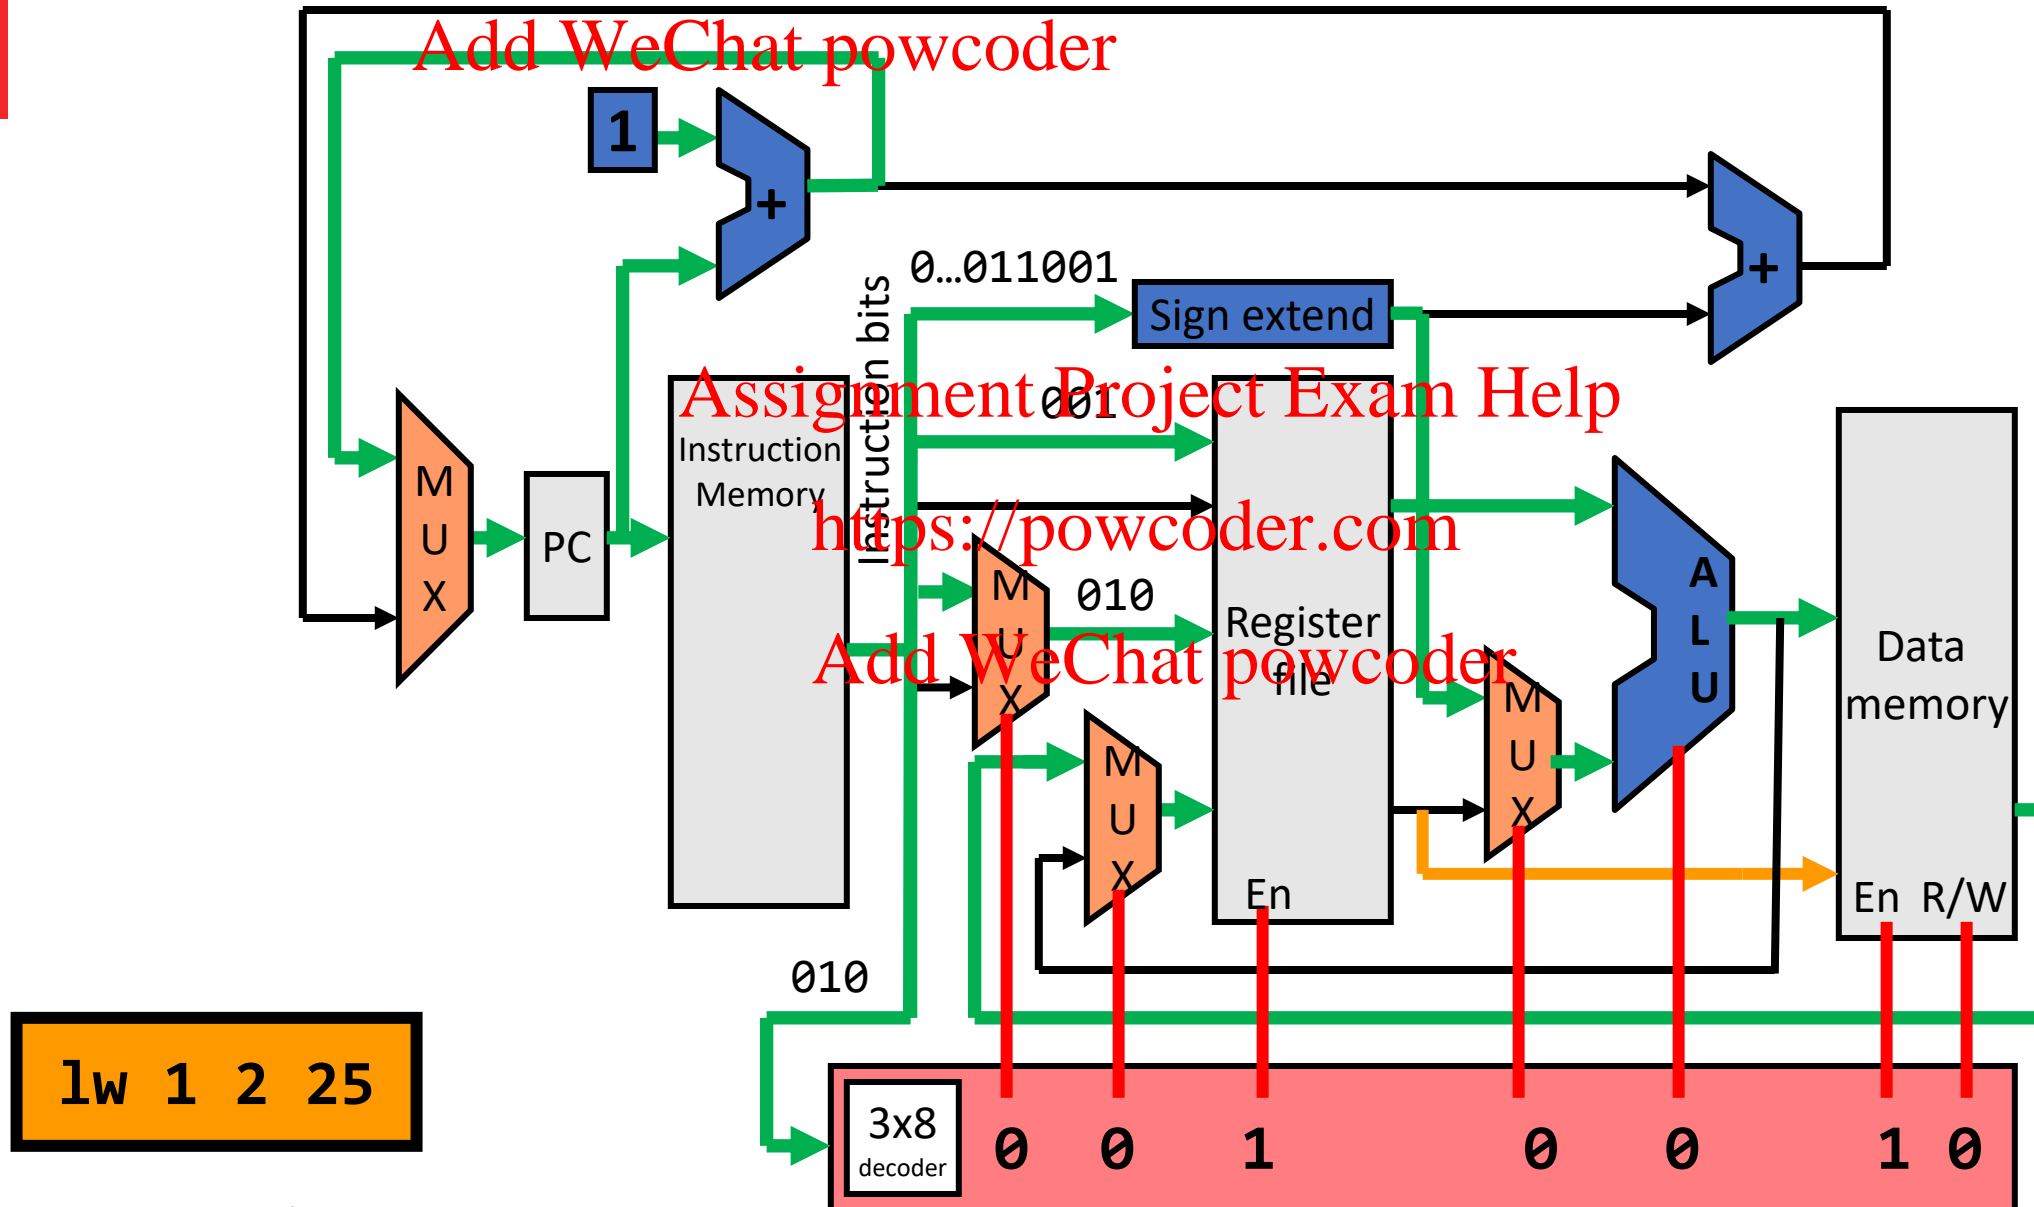 Add WeChat powcoder
1
+
+
0…011001
Sign extend
Instruction bits
Assignment Project Exam Help
001
Instruction
Memory
https://powcoder.com
M
U
X
PC
M
U
X
010
Register
file
Add WeChat powcoder
M
U
X
M
U
X
A
L
U
Data
memory
En
En R/W
010
lw 1 2 25
3x8
decoder
0 0 1 0 0 1 0